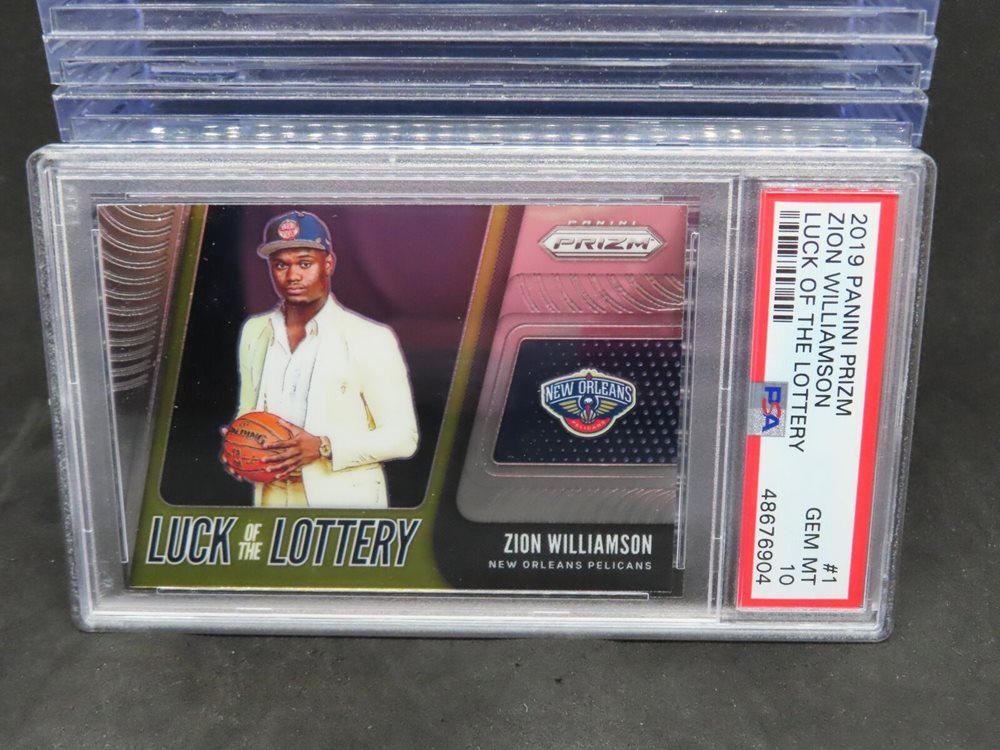 PANINI
PRIZM
NEW ORLEANS
PELICANS
SPALDING
LUCK OF THE LOTTERY
ZION WILLIAMSON
NEW ORLEANS PELICANS
2019 PANINI PRIZM #1
ZION WILLIAMSON GEM MT
LUCK OF THE LOTTERY 10
PSA 48676904